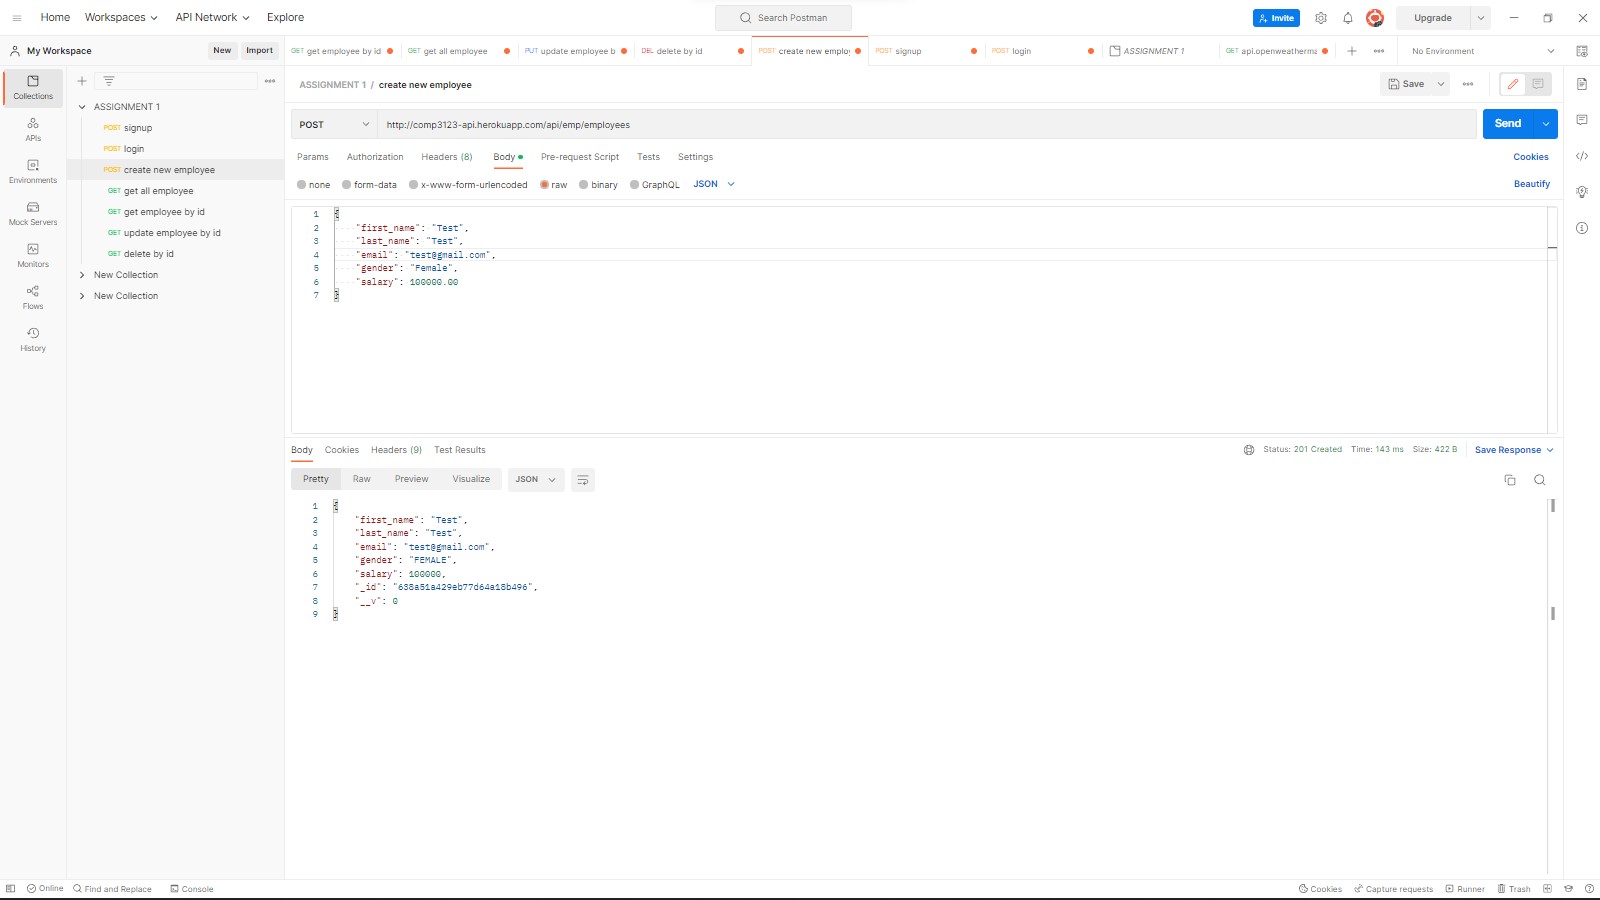 Home Workspaces API Network Explore Search Postman Invite Upgrade
My Workspace New Import
GET get employee by id GET get all employee PUT update employee b DEL delete by id POST create new employ POST signup POST login ASSIGNMENT 1 GET api.openweatherma No Environment
Collections
APIs
Environments
Mock Servers
Monitors
Flows
History
ASSIGNMENT 1
POST signup
POST login
POST create new employee
GET get all employee
GET get employee by id
GET update employee by id
GET delete by id
New Collection
New Collection
ASSIGNMENT 1 / create new employee Save
POST http://comp3123-api.herokuapp.com/api/emp/employees Send
Params Authorization Headers (8) Body Pre-request Script Tests Settings Cookies
none form-data x-www-form-urlencoded raw binary GraphQL JSON Beautify
1 {
2 "first_name": "Test",
3 "last_name": "Test",
4 "email": "test@gmail.com",
5 "gender": "Female",
6 "salary": 100000.00
7 }
Body Cookies Headers (9) Test Results Status: 201 Created Time: 143 ms Size: 422 B Save Response
Pretty Raw Preview Visualize JSON
1 {
2 "first_name": "Test",
3 "last_name": "Test",
4 "email": "test@gmail.com",
5 "gender": "FEMALE",
6 "salary": 100000,
7 "_id": "638a51a429eb77d64a18b496",
8 "__v": 0
9 }
Online Find and Replace Console Cookies Capture requests Runner Trash